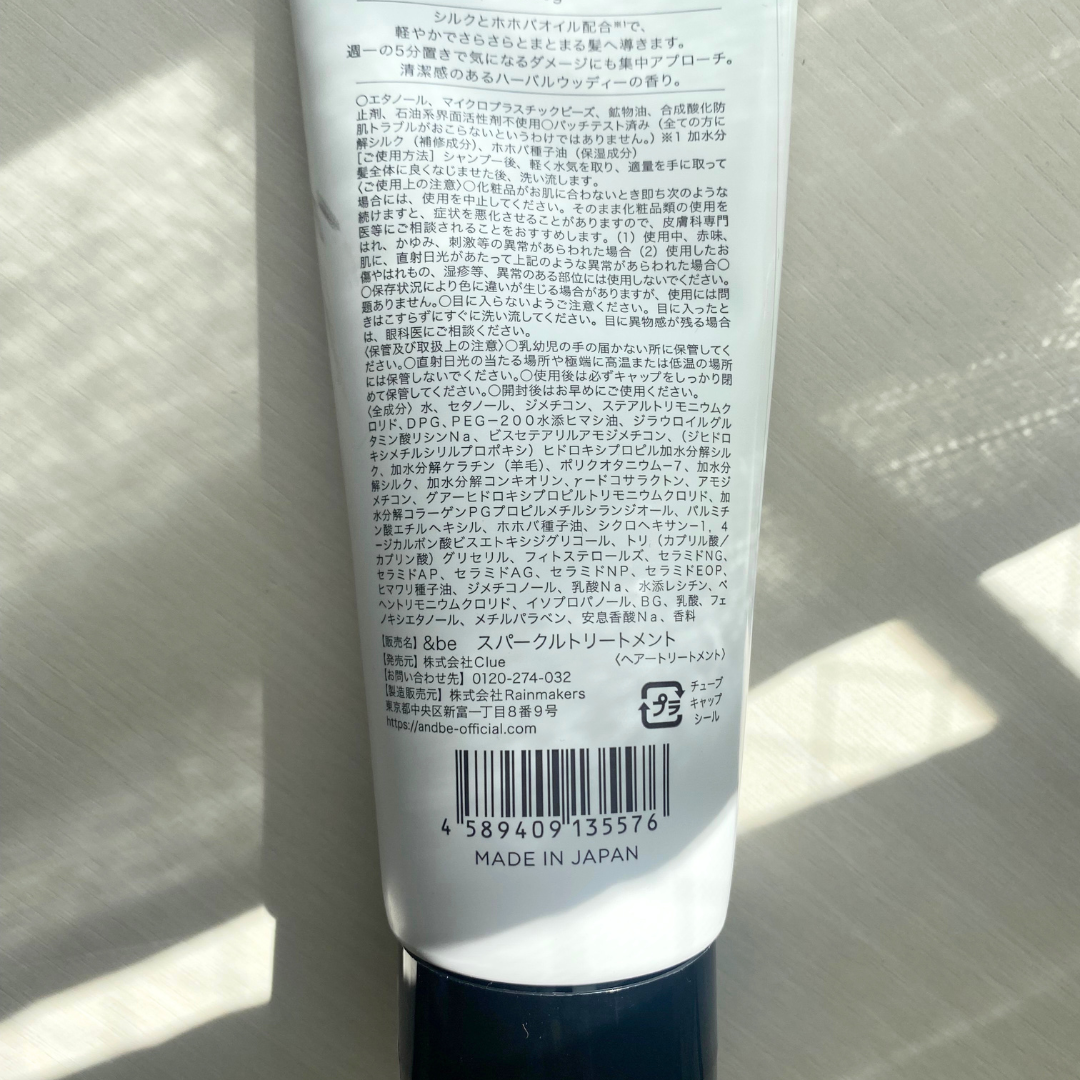 シルクとホホバオイル配合※1で、
軽やかでさらさらとまとまる髪へ導きます。
週一の5分置きで気になるダメージにも集中アプローチ。
清潔感のあるハーバルウッディーの香り。
〇エタノール、マイクロプラスチックビーズ、鉱物油、合成酸化防
止剤、石油系界面活性剤不使用〇パッチテスト済み（全ての方に
肌トラブルがおこらないというわけではありません。）※1 加水分
解シルク（補修成分）、ホホバ種子油（保湿成分）
［ご使用方法］シャンプー後、軽く水気を取り、適量を手に取って
髪全体に良くなじませた後、洗い流します。
〈ご使用上の注意〉〇化粧品がお肌に合わないとき即ち次のような
場合には、使用を中止してください。そのまま化粧品類の使用を
続けますと、症状を悪化させることがありますので、皮膚科専門
医等にご相談されることをおすすめします。（1）使用中、赤味、
はれ、かゆみ、刺激等の異常があらわれた場合（2）使用したお
肌に、直射日光があたって上記のような異常があらわれた場合〇
傷やはれもの、湿疹等、異常のある部位には使用しないでください。
〇保存状況により色に違いが生じる場合がありますが、使用には問
題ありません。〇目に入らないようご注意ください。目に入ったと
きはこすらずにすぐに洗い流してください。目に異物感が残る場合
は、眼科医にご相談ください。
〈保管及び取扱上の注意〉〇乳幼児の手の届かない所に保管してく
ださい。〇直射日光の当たる場所や極端に高温または低温の場所
には保管しないでください。〇使用後は必ずキャップをしっかり閉
めて保管してください。〇開封後はお早めにご使用ください。
〈全成分〉水、セタノール、ジメチコン、ステアルトリモニウムク
ロリド、DPG、PEG－200水添ヒマシ油、ジラウロイルグル
タミン酸リシンNa、ビスセテアリルアモジメチコン、（ジヒドロ
キシメチルシリルプロポキシ）ヒドロキシプロピル加水分解シル
ク、加水分解ケラチン（羊毛）、ポリクオタニウム－7、加水分
解シルク、加水分解コンキオリン、γ－ドコサラクトン、アモジ
メチコン、グアーヒドロキシプロピルトリモニウムクロリド、加
水分解コラーゲンPGプロピルメチルシランジオール、パルミチ
ン酸エチルヘキシル、ホホバ種子油、シクロヘキサン－1，4
－ジカルボン酸ビスエトキシジグリコール、トリ（カプリル酸／
カプリン酸）グリセリル、フィトステロールズ、セラミドNG、
セラミドAP、セラミドAG、セラミドNP、セラミドEOP、
ヒマワリ種子油、ジメチコノール、乳酸Na、水添レシチン、ベ
ヘントリモニウムクロリド、イソプロパノール、BG、乳酸、フェ
ノキシエタノール、メチルパラベン、安息香酸Na、香料
【販売名】&be スパークルトリートメント
【発売元】株式会社Clue 〈ヘアートリートメント〉
【お問い合わせ先】0120-274-032
【製造販売元】株式会社Rainmakers
東京都中央区新富一丁目8番9号
https://andbe-official.com
プラ
チューブ
キャップ
シール
4 589409 135576
MADE IN JAPAN